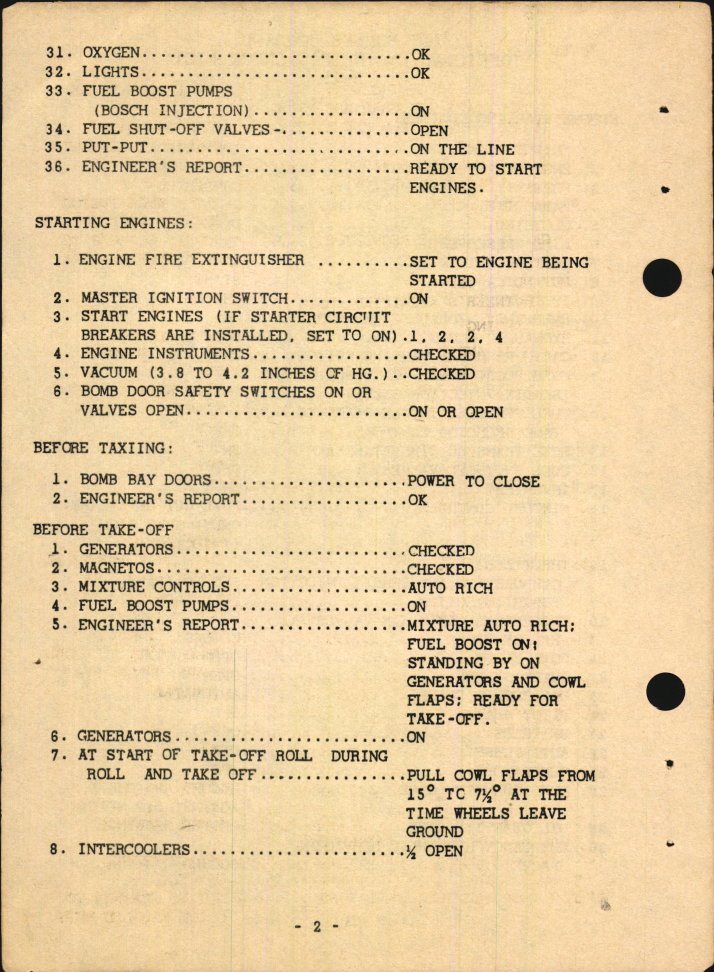 31. OXYGEN.............................OK
32. LIGHTS.............................OK
33. FUEL BOOST PUMPS
(BOSCH INJECTION).................ON
34. FUEL SHUT-OFF VALVES-..............OPEN
35. PUT-PUT............................ON THE LINE
36. ENGINEER'S REPORT..................READY TO START
ENGINES.
STARTING ENGINES:
1. ENGINE FIRE EXTINGUISHER ..........SET TO ENGINE BEING
STARTED
2. MASTER IGNITION SWITCH.............ON
3. START ENGINES (IF STARTER CIRCUIT
BREAKERS ARE INSTALLED, SET TO ON).1, 2, 2, 4
4. ENGINE INSTRUMENTS.................CHECKED
5. VACUUM (3.8 TO 4.2 INCHES OF HG.)..CHECKED
6. BOMB DOOR SAFETY SWITCHES ON OR
VALVES OPEN........................ON OR OPEN
BEFORE TAXIING:
1. BOMB BAY DOORS.....................POWER TO CLOSE
2. ENGINEER'S REPORT..................OK
BEFORE TAKE-OFF
1. GENERATORS.........................CHECKED
2. MAGNETOS...........................CHECKED
3. MIXTURE CONTROLS...................AUTO RICH
4. FUEL BOOST PUMPS...................ON
5. ENGINEER'S REPORT..................MIXTURE AUTO RICH;
FUEL BOOST ON;
STANDING BY ON
GENERATORS AND COWL
FLAPS; READY FOR
TAKE-OFF.
6. GENERATORS.........................ON
7. AT START OF TAKE-OFF ROLL DURING
ROLL AND TAKE OFF................PULL COWL FLAPS FROM
15° TO 7½° AT THE
TIME WHEELS LEAVE
GROUND
8. INTERCOOLERS.......................½ OPEN
- 2 -